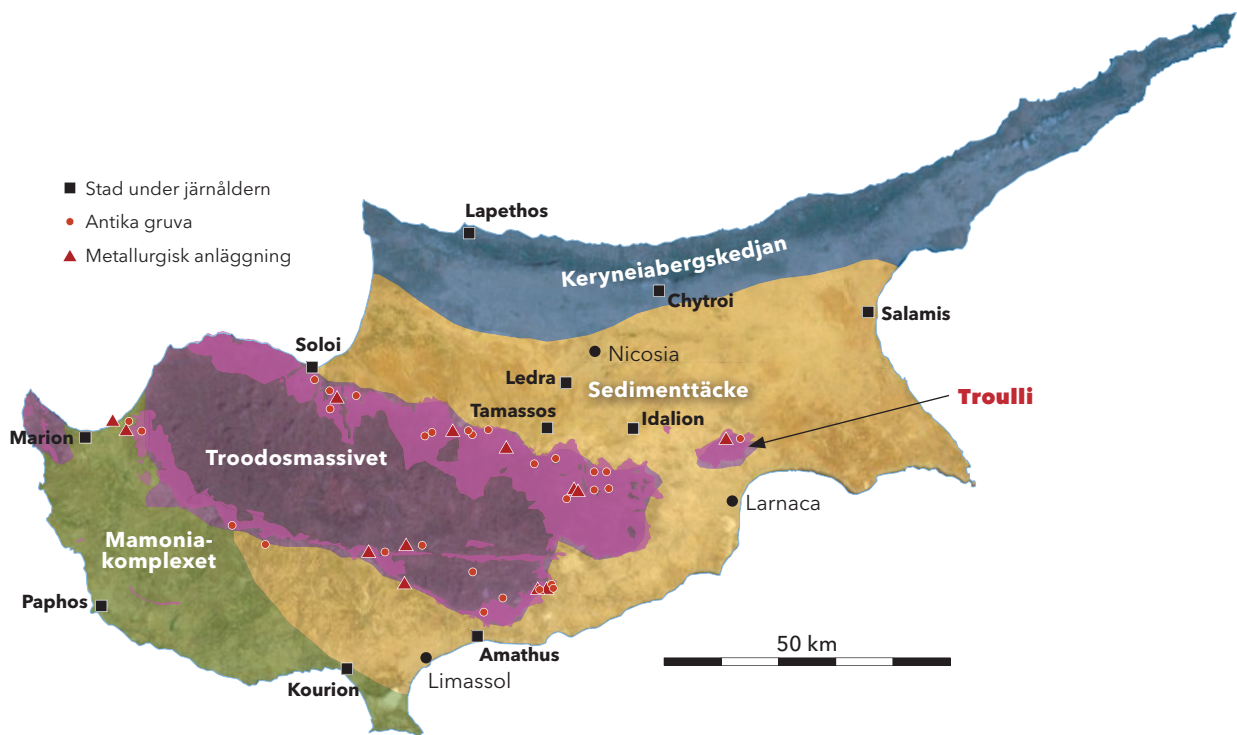 Stad under järnåldern
Antika gruva
Metallurgisk anläggning
Lapethos
Keryneiabergskedjan
Chytroi
Salamis
Soloi
Nicosia
Ledra
Sedimenttäcke
Troulli
Tamassos
Idalion
Marion
Troodosmassivet
Larnaca
Mamonia-
komplexet
Paphos
50 km
Amathus
Limassol
Kourion